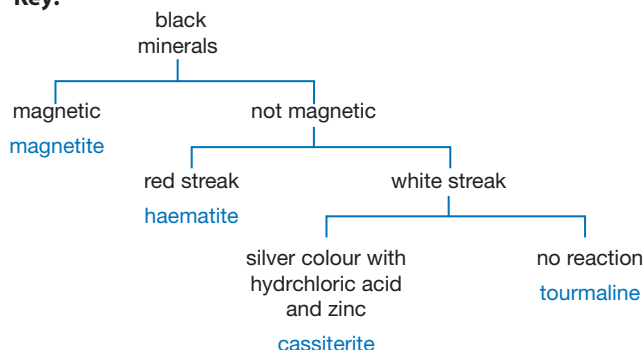 Key:
black
minerals
magnetic
not magnetic
magnetite
red streak
white streak
haematite
silver colour with
hydrchloric acid
and zinc
no reaction
tourmaline
cassiterite